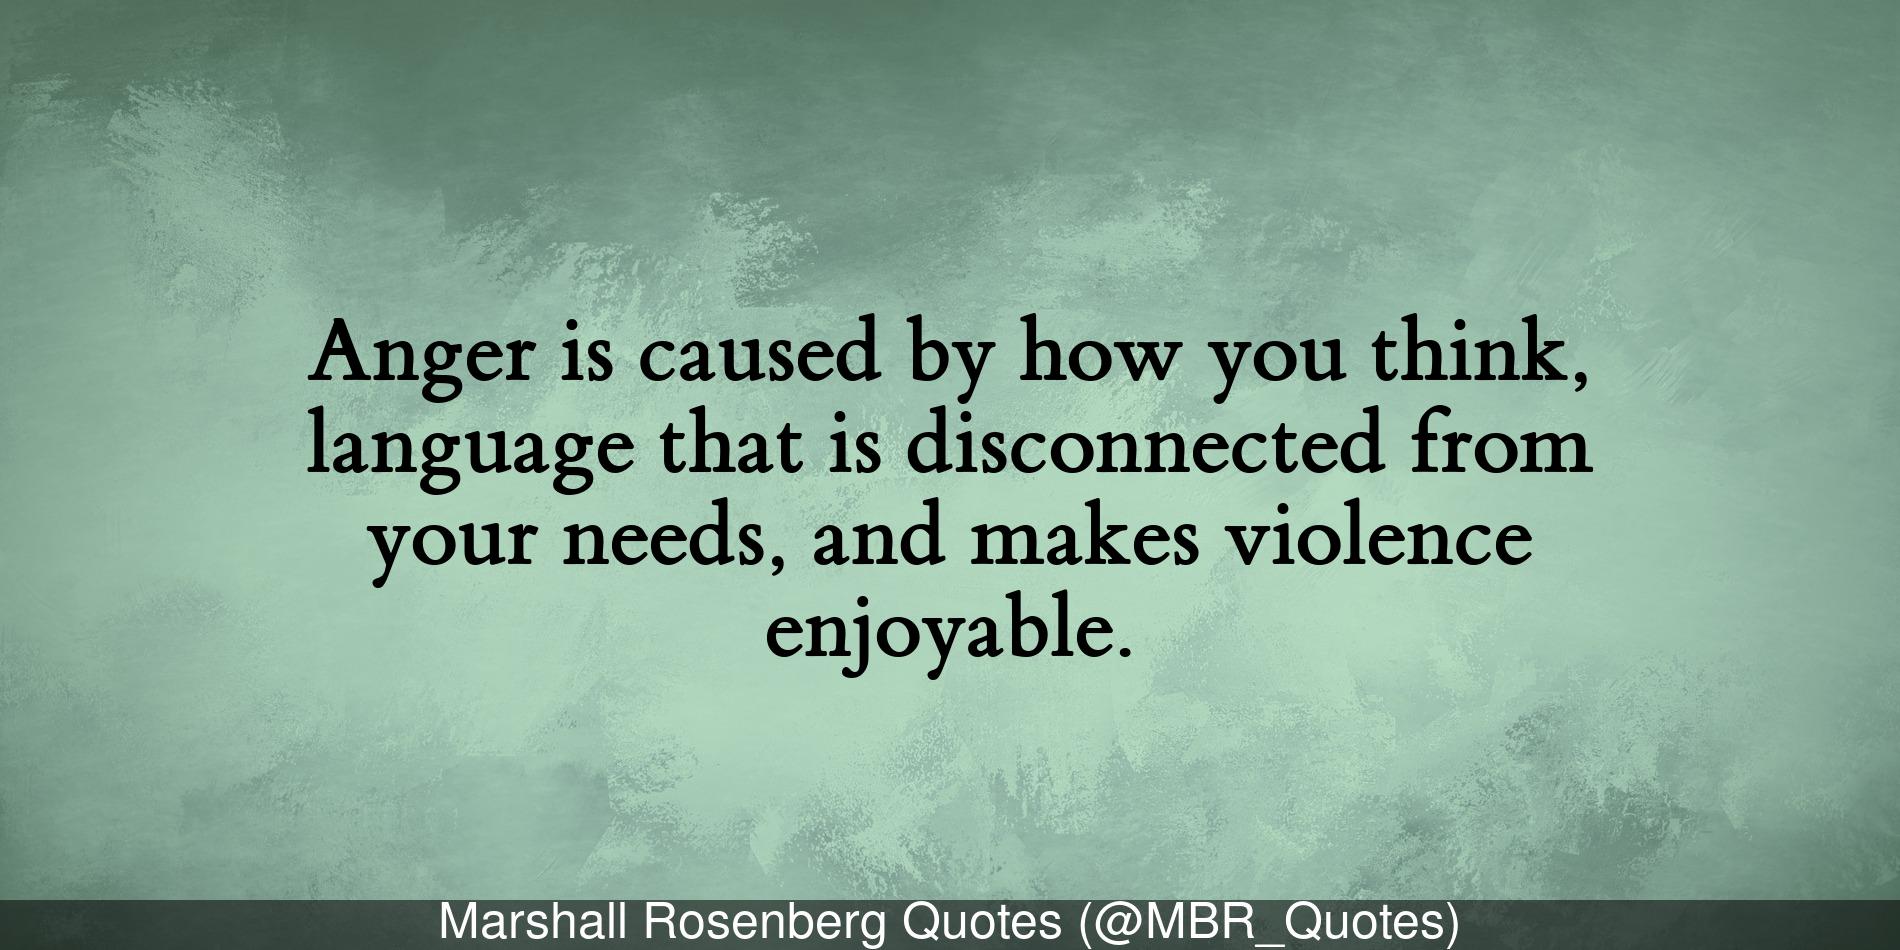 Anger is caused by how you think,
language that is disconnected from
your needs, and makes violence
enjoyable.
Marshall Rosenberg Quotes (@MBR_Quotes)